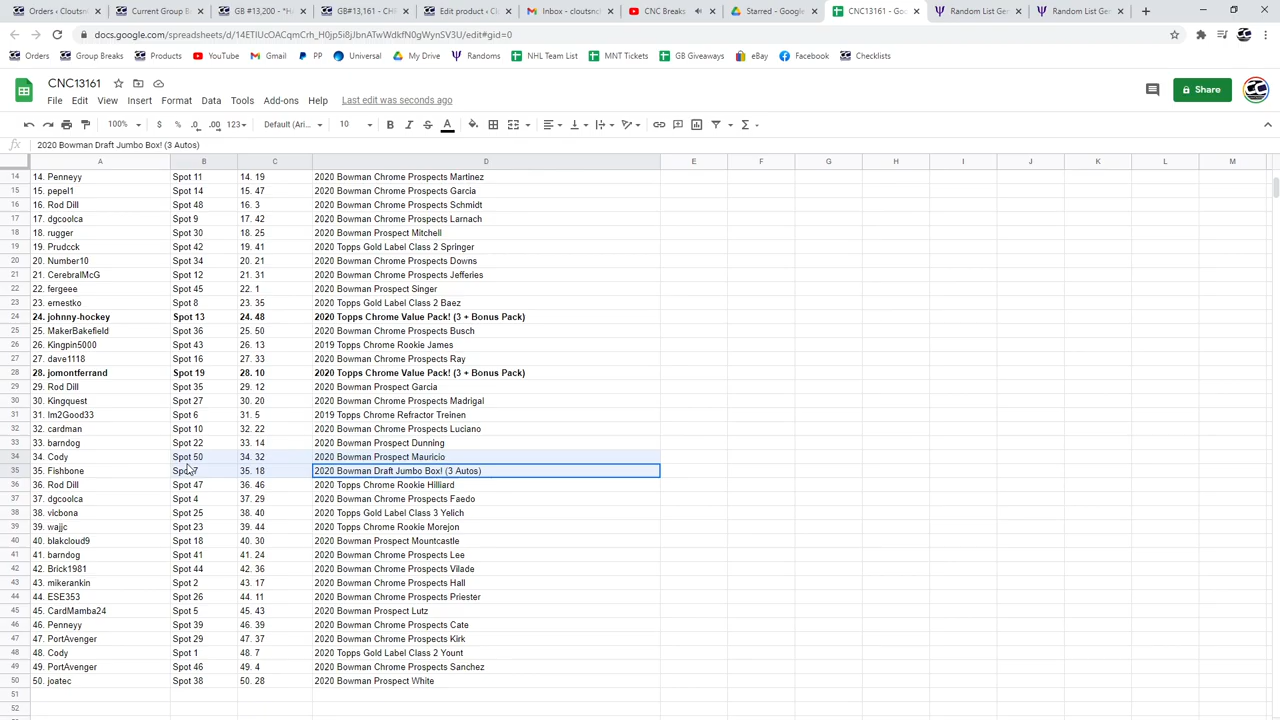 Orders ‹ Cloutsn
Current Group B
GB #13,200 - "H
GB#13,161 - CH
Edit product ‹ Cl
Inbox - cloutsnch
CNC Breaks
Starred - Google
CNC13161 - Goo
Random List Gen
Random List Gen
docs.google.com/spreadsheets/d/14ETIUcOACqmCrh_H0jp5i8jJbnATwWdkfN0gWynSV3U/edit#gid=0
Orders Group Breaks Products YouTube Gmail PP Universal My Drive Randoms NHL Team List MNT Tickets GB Giveaways eBay Facebook Checklists
CNC13161
File Edit View Insert Format Data Tools Add-ons Help Last edit was seconds ago
Share
100% $ % .0 .00 123 Default (Ari... 10 B I S A
fx 2020 Bowman Draft Jumbo Box! (3 Autos)
A B C D E F G H I J K L M
14 14. Penneyy Spot 11 14. 19 2020 Bowman Chrome Prospects Martinez
15 15. pepel1 Spot 14 15. 47 2020 Bowman Chrome Prospects Garcia
16 16. Rod Dill Spot 48 16. 3 2020 Bowman Chrome Prospects Schmidt
17 17. dgcoolca Spot 9 17. 42 2020 Bowman Chrome Prospects Larnach
18 18. rugger Spot 30 18. 25 2020 Bowman Prospect Mitchell
19 19. Prudcck Spot 42 19. 41 2020 Topps Gold Label Class 2 Springer
20 20. Number10 Spot 34 20. 21 2020 Bowman Chrome Prospects Downs
21 21. CerebralMcG Spot 12 21. 31 2020 Bowman Chrome Prospects Jefferies
22 22. fergeee Spot 45 22. 1 2020 Bowman Prospect Singer
23 23. ernestko Spot 8 23. 35 2020 Topps Gold Label Class 2 Baez
24 24. johnny-hockey Spot 13 24. 48 2020 Topps Chrome Value Pack! (3 + Bonus Pack)
25 25. MakerBakefield Spot 36 25. 50 2020 Bowman Chrome Prospects Busch
26 26. Kingpin5000 Spot 43 26. 13 2019 Topps Chrome Rookie James
27 27. dave1118 Spot 16 27. 33 2020 Bowman Chrome Prospects Ray
28 28. jomontferrand Spot 19 28. 10 2020 Topps Chrome Value Pack! (3 + Bonus Pack)
29 29. Rod Dill Spot 35 29. 12 2020 Bowman Prospect Garcia
30 30. Kingquest Spot 27 30. 20 2020 Bowman Chrome Prospects Madrigal
31 31. Im2Good33 Spot 6 31. 5 2019 Topps Chrome Refractor Treinen
32 32. cardman Spot 10 32. 22 2020 Bowman Chrome Prospects Luciano
33 33. barndog Spot 22 33. 14 2020 Bowman Prospect Dunning
34 34. Cody Spot 50 34. 32 2020 Bowman Prospect Mauricio
35 35. Fishbone Spot 7 35. 18 2020 Bowman Draft Jumbo Box! (3 Autos)
36 36. Rod Dill Spot 47 36. 46 2020 Topps Chrome Rookie Hilliard
37 37. dgcoolca Spot 4 37. 29 2020 Bowman Chrome Prospects Faedo
38 38. vicbona Spot 25 38. 40 2020 Topps Gold Label Class 3 Yelich
39 39. wajjc Spot 23 39. 44 2020 Topps Chrome Rookie Morejon
40 40. blakcloud9 Spot 18 40. 30 2020 Bowman Prospect Mountcastle
41 41. barndog Spot 41 41. 24 2020 Bowman Chrome Prospects Lee
42 42. Brick1981 Spot 44 42. 36 2020 Bowman Chrome Prospects Vilade
43 43. mikerankin Spot 2 43. 17 2020 Bowman Chrome Prospects Hall
44 44. ESE353 Spot 26 44. 11 2020 Bowman Chrome Prospects Priester
45 45. CardMamba24 Spot 5 45. 43 2020 Bowman Prospect Lutz
46 46. Penneyy Spot 39 46. 39 2020 Bowman Chrome Prospects Cate
47 47. PortAvenger Spot 29 47. 37 2020 Bowman Chrome Prospects Kirk
48 48. Cody Spot 1 48. 7 2020 Topps Gold Label Class 2 Yount
49 49. PortAvenger Spot 46 49. 4 2020 Bowman Chrome Prospects Sanchez
50 50. joatec Spot 38 50. 28 2020 Bowman Prospect White
51
52